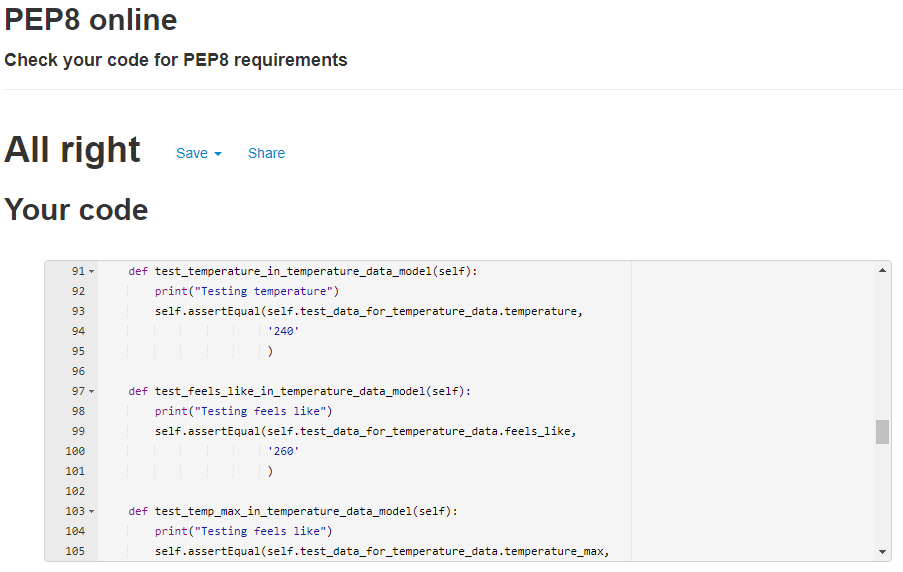 PEP8 online
Check your code for PEP8 requirements
All right Save Share
Your code
91 def test_temperature_in_temperature_data_model(self):
92 print("Testing temperature")
93 self.assertEqual(self.test_data_for_temperature_data.temperature,
94 '240'
95 )
96
97 def test_feels_like_in_temperature_data_model(self):
98 print("Testing feels like")
99 self.assertEqual(self.test_data_for_temperature_data.feels_like,
100 '260'
101 )
102
103 def test_temp_max_in_temperature_data_model(self):
104 print("Testing feels like")
105 self.assertEqual(self.test_data_for_temperature_data.temperature_max,